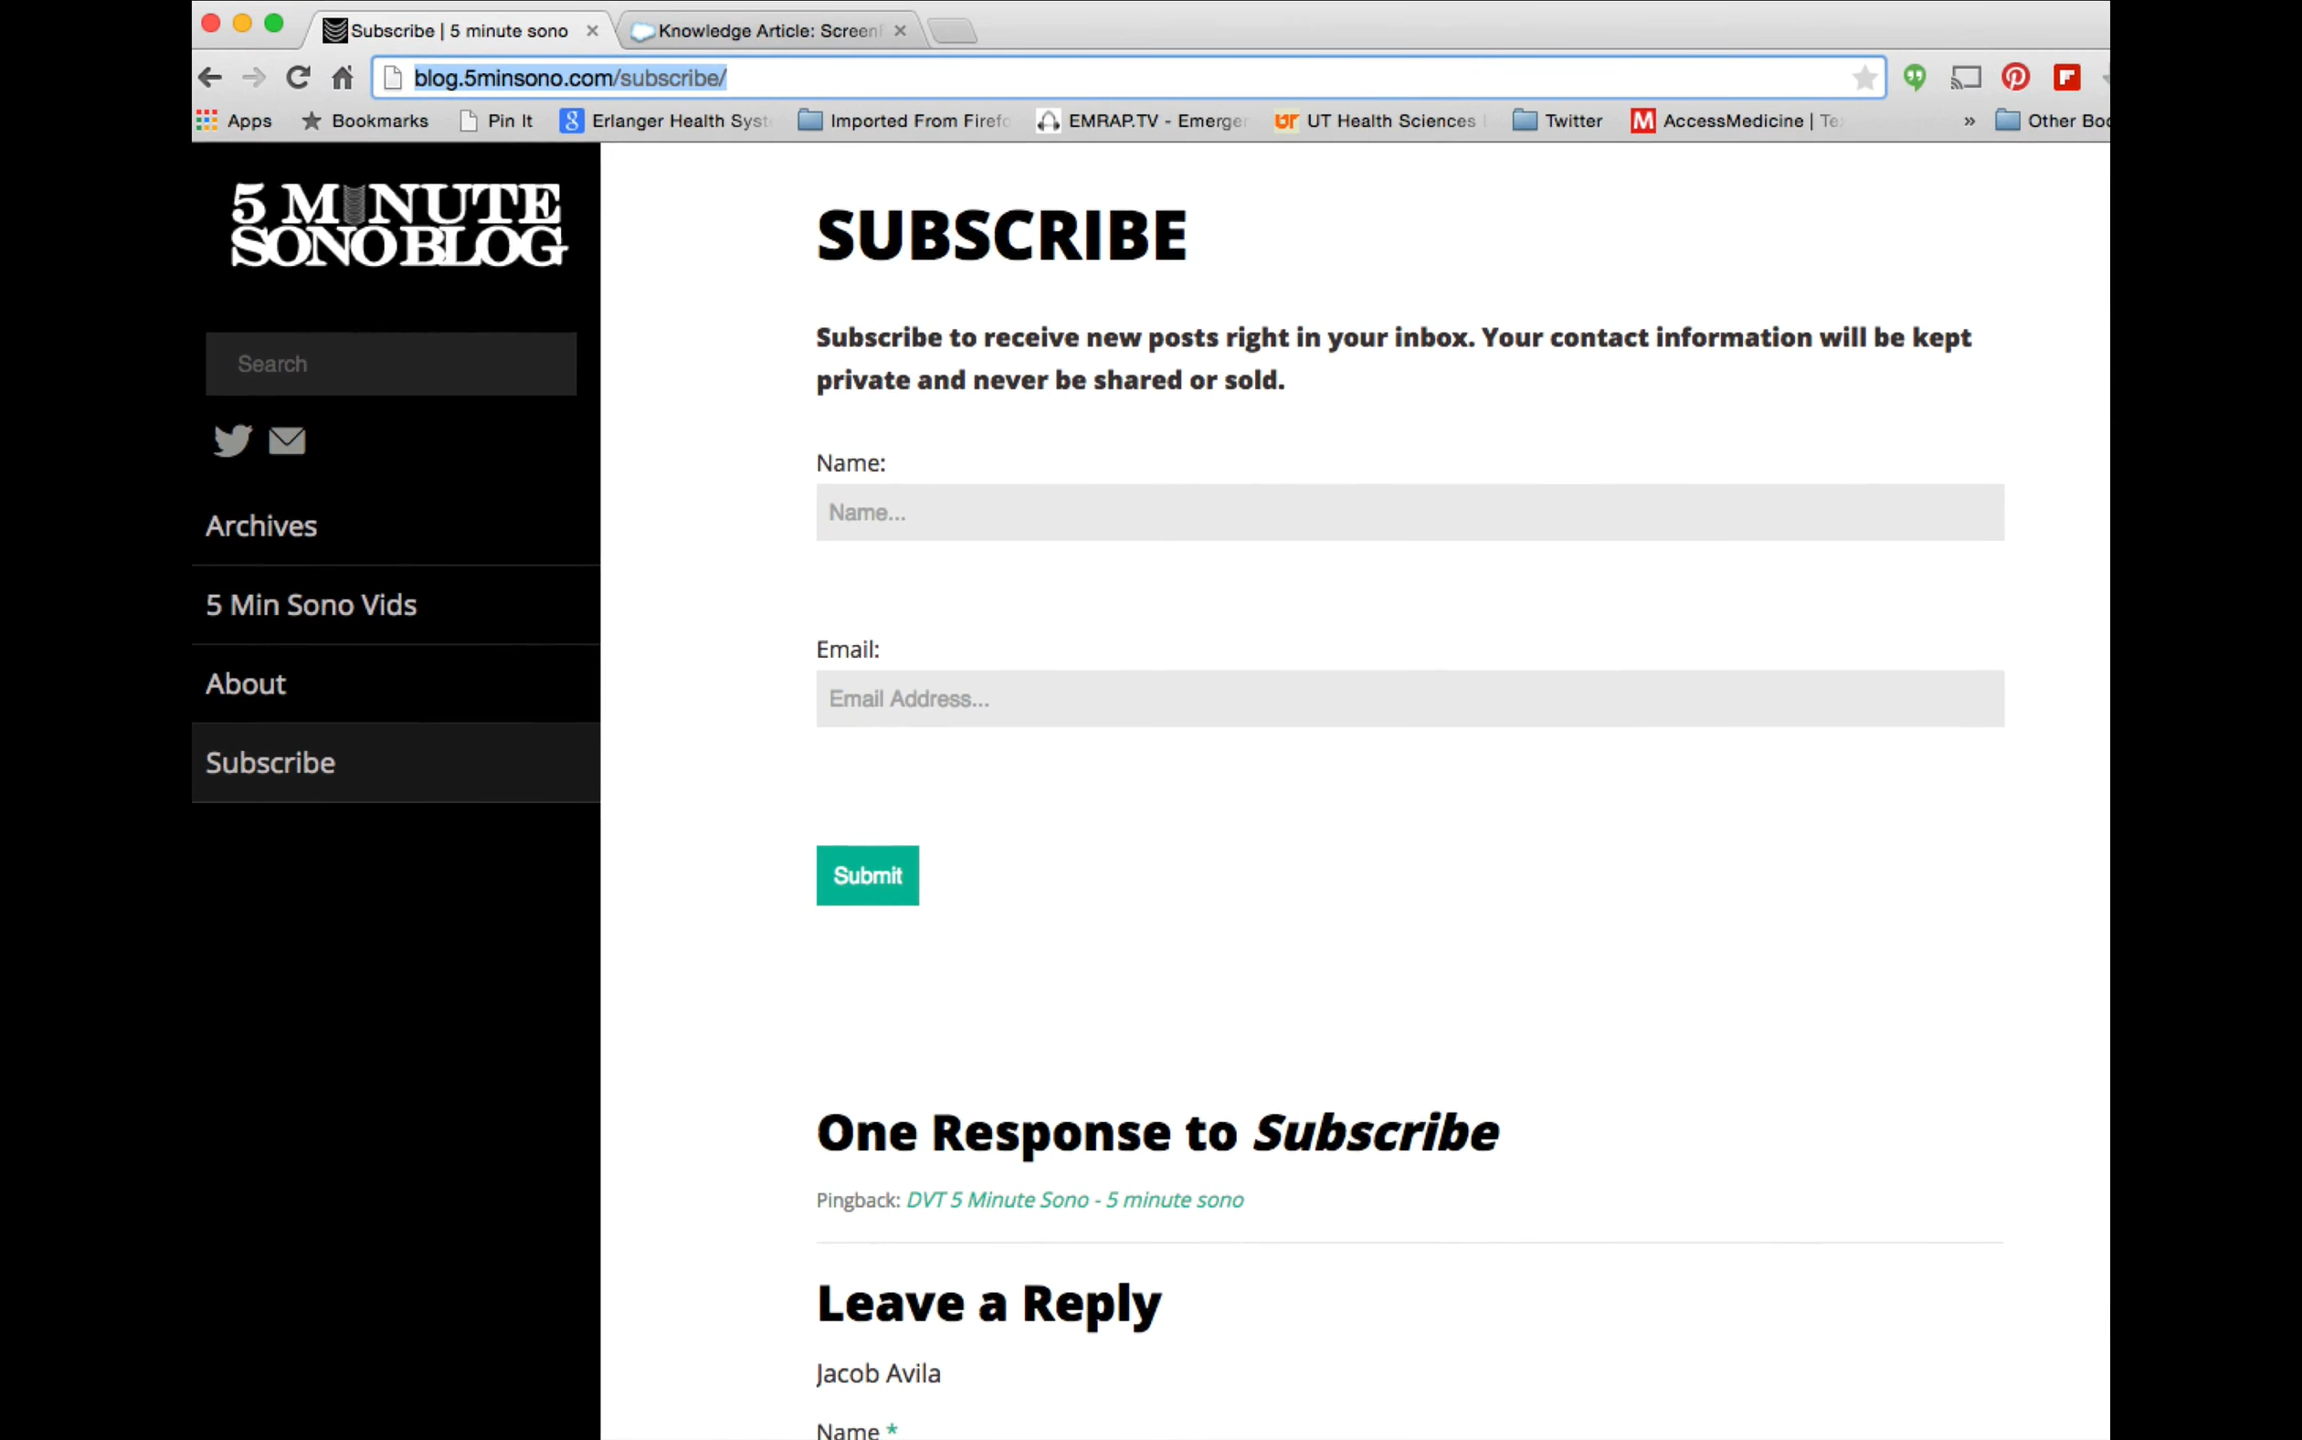 Subscribe | 5 minute sono
Knowledge Article: Screen
blog.5minsono.com/subscribe/
Apps Bookmarks Pin It Erlanger Health Syst Imported From Firefo EMRAP.TV - Emerger UT Health Sciences Twitter AccessMedicine | Te » Other Boo
5 MINUTE
SONO BLOG
Search
Archives
5 Min Sono Vids
About
Subscribe
SUBSCRIBE
Subscribe to receive new posts right in your inbox. Your contact information will be kept
private and never be shared or sold.
Name:
Name...
Email:
Email Address...
Submit
One Response to Subscribe
Pingback: DVT 5 Minute Sono - 5 minute sono
Leave a Reply
Jacob Avila
Name *